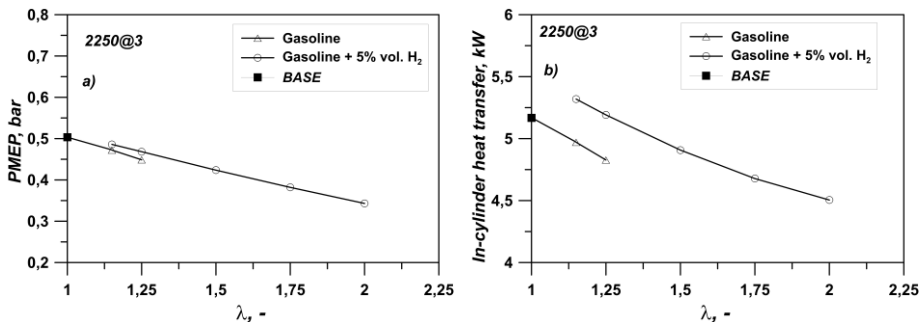 2250@3
Gasoline
Gasoline + 5% vol. H₂
BASE
a)
PMEP, bar
0,8
0,7
0,6
0,5
0,4
0,3
0,2
1
1,25
1,5
1,75
2
2,25
λ, -
2250@3
Gasoline
Gasoline + 5% vol. H₂
BASE
b)
In-cylinder heat transfer, kW
6
5,5
5
4,5
4
1
1,25
1,5
1,75
2
2,25
λ, -